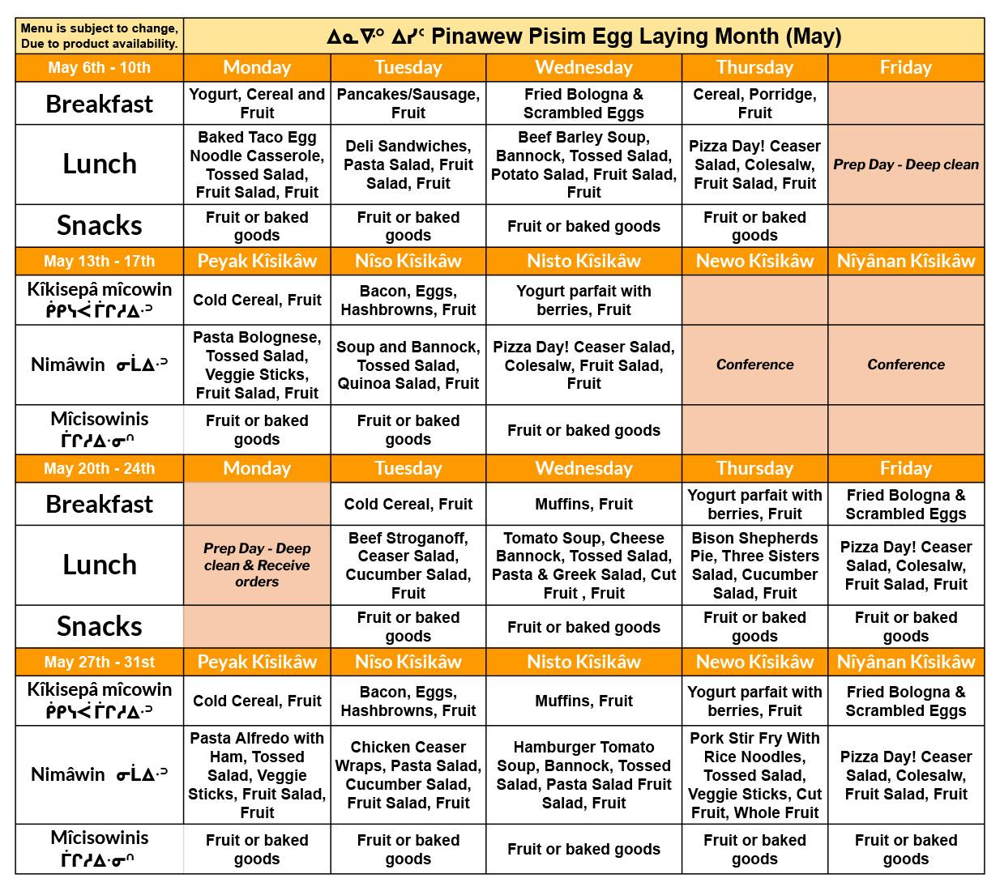 Menu is subject to change,
Due to product availability.
ᐃᓇᐍᐤ ᐃᓯᑦ Pinawew Pisim Egg Laying Month (May)
May 6th - 10th Monday Tuesday Wednesday Thursday Friday
Breakfast
Yogurt, Cereal and
Fruit
Pancakes/Sausage,
Fruit
Fried Bologna &
Scrambled Eggs
Cereal, Porridge,
Fruit
Lunch
Baked Taco Egg
Noodle Casserole,
Tossed Salad,
Fruit Salad, Fruit
Deli Sandwiches,
Pasta Salad, Fruit
Salad, Fruit
Beef Barley Soup,
Bannock, Tossed Salad,
Potato Salad, Fruit Salad,
Fruit
Pizza Day! Ceaser
Salad, Colesalw,
Fruit Salad, Fruit
Prep Day - Deep clean
Snacks
Fruit or baked
goods
Fruit or baked
goods
Fruit or baked goods
Fruit or baked
goods
May 13th - 17th Peyak Kîsikâw Nîso Kîsikâw Nisto Kîsikâw Newo Kîsikâw Nîyânan Kîsikâw
Kîkisepâ mîcowin
ᑮᑭᓭᐹ ᒦᒋᓱᐏᐣ
Cold Cereal, Fruit
Bacon, Eggs,
Hashbrowns, Fruit
Yogurt parfait with
berries, Fruit
Nimâwin ᓂᒫᐏᐣ
Pasta Bolognese,
Tossed Salad,
Veggie Sticks,
Fruit Salad, Fruit
Soup and Bannock,
Tossed Salad,
Quinoa Salad, Fruit
Pizza Day! Ceaser Salad,
Colesalw, Fruit Salad,
Fruit
Conference
Conference
Mîcisowinis
ᒦᒋᓱᐏᓂᐢ
Fruit or baked
goods
Fruit or baked
goods
Fruit or baked goods
May 20th - 24th Monday Tuesday Wednesday Thursday Friday
Breakfast
Cold Cereal, Fruit
Muffins, Fruit
Yogurt parfait with
berries, Fruit
Fried Bologna &
Scrambled Eggs
Lunch
Prep Day - Deep
clean & Receive
orders
Beef Stroganoff,
Ceaser Salad,
Cucumber Salad,
Fruit
Tomato Soup, Cheese
Bannock, Tossed Salad,
Pasta & Greek Salad, Cut
Fruit , Fruit
Bison Shepherds
Pie, Three Sisters
Salad, Cucumber
Salad, Fruit
Pizza Day! Ceaser
Salad, Colesalw,
Fruit Salad, Fruit
Snacks
Fruit or baked
goods
Fruit or baked goods
Fruit or baked
goods
Fruit or baked
goods
May 27th - 31st Peyak Kîsikâw Nîso Kîsikâw Nisto Kîsikâw Newo Kîsikâw Nîyânan Kîsikâw
Kîkisepâ mîcowin
ᑮᑭᓭᐹ ᒦᒋᓱᐏᐣ
Cold Cereal, Fruit
Bacon, Eggs,
Hashbrowns, Fruit
Muffins, Fruit
Yogurt parfait with
berries, Fruit
Fried Bologna &
Scrambled Eggs
Nimâwin ᓂᒫᐏᐣ
Pasta Alfredo with
Ham, Tossed
Salad, Veggie
Sticks, Fruit Salad,
Fruit
Chicken Ceaser
Wraps, Pasta Salad,
Cucumber Salad,
Fruit Salad, Fruit
Hamburger Tomato
Soup, Bannock, Tossed
Salad, Pasta Salad Fruit
Salad, Fruit
Pork Stir Fry With
Rice Noodles,
Tossed Salad,
Veggie Sticks, Cut
Fruit, Whole Fruit
Pizza Day! Ceaser
Salad, Colesalw,
Fruit Salad, Fruit
Mîcisowinis
ᒦᒋᓱᐏᓂᐢ
Fruit or baked
goods
Fruit or baked
goods
Fruit or baked goods
Fruit or baked
goods
Fruit or baked
goods